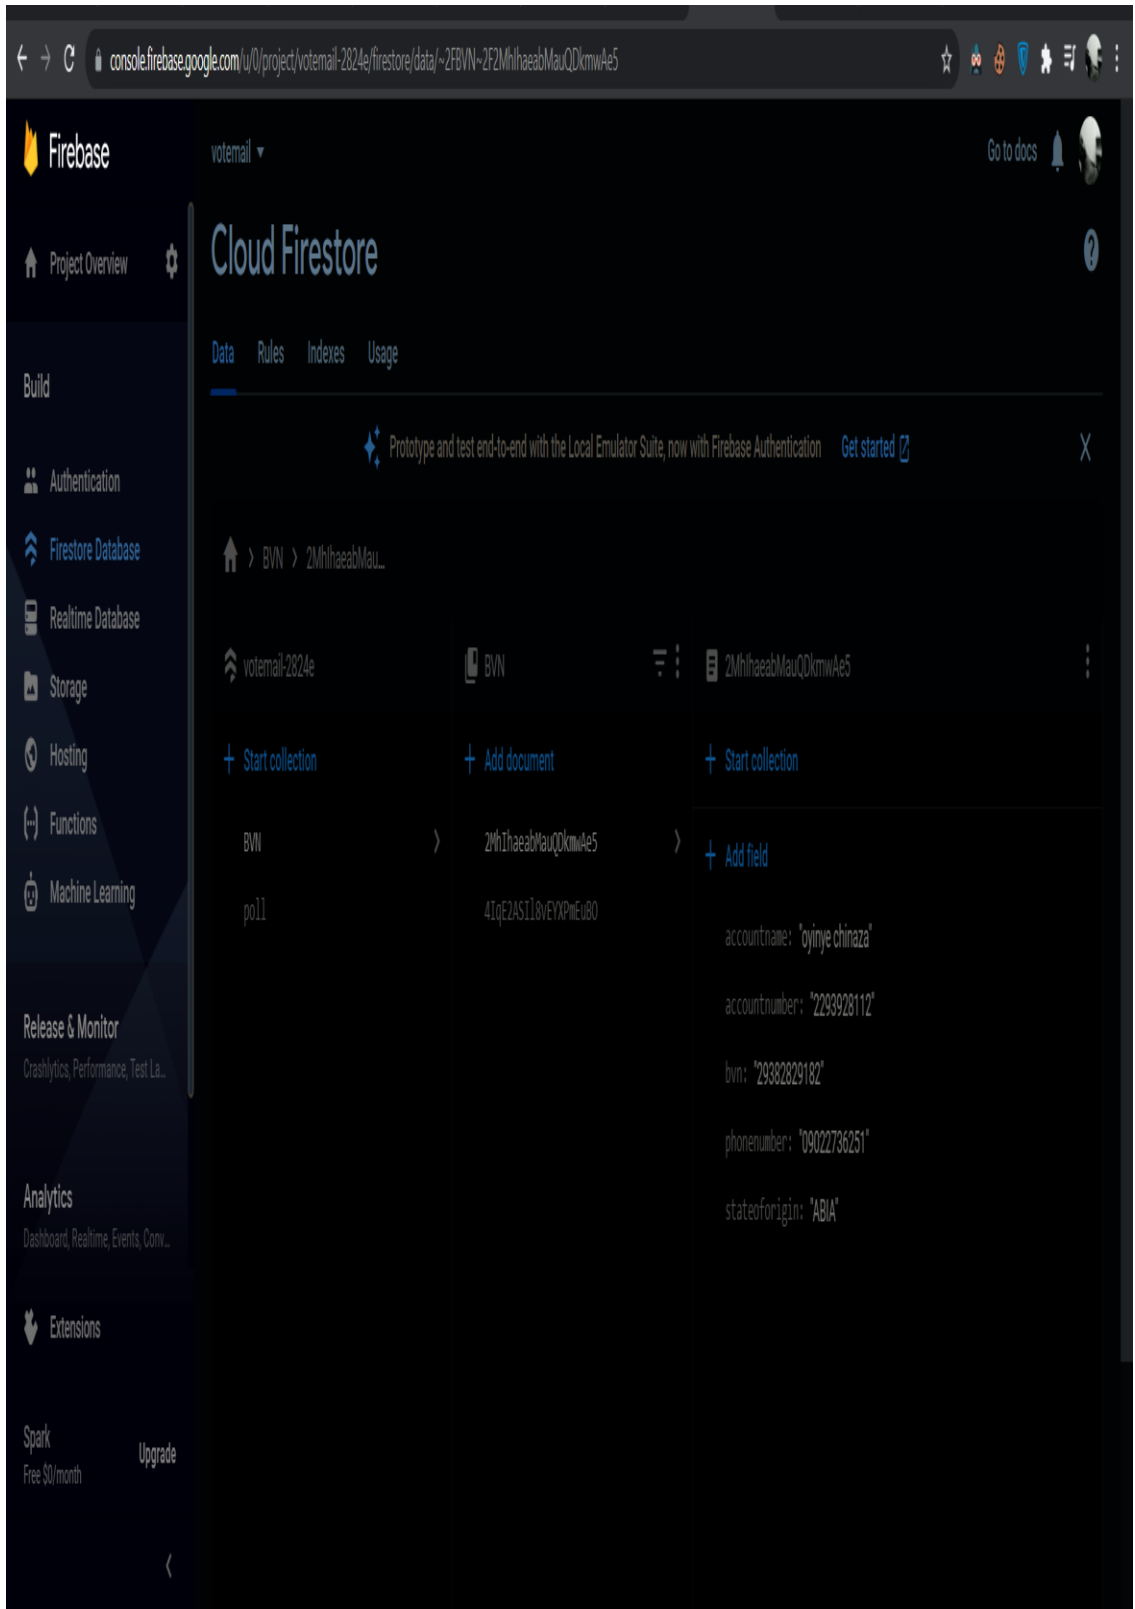 console.firebase.google.com/u/0/project/votemail-2824e/firestore/data/~2FBVN~2F2MhIhaeabMauQDkmwAe5
Firebase
votemail
Go to docs
Project Overview
Cloud Firestore
Data Rules Indexes Usage
Build
Prototype and test end-to-end with the Local Emulator Suite, now with Firebase Authentication Get started
Authentication
Firestore Database
BVN > 2MhIhaeabMau...
Realtime Database
votemail-2824e
BVN
2MhIhaeabMauQDkmwAe5
Storage
Hosting
+ Start collection
+ Add document
+ Start collection
Functions
BVN
2MhIhaeabMauQDkmwAe5
+ Add field
Machine Learning
poll
4IqE2ASIl8vEYXPmEuBO
accountname: "oyinye chinaza"
accountnumber: "2293928112"
bvn: "29382829182"
phonenumber: "09022736251"
stateoforigin: "ABIA"
Release & Monitor
Crashlytics, Performance, Test La...
Analytics
Dashboard, Realtime, Events, Conv...
Extensions
Spark
Free $0/month
Upgrade